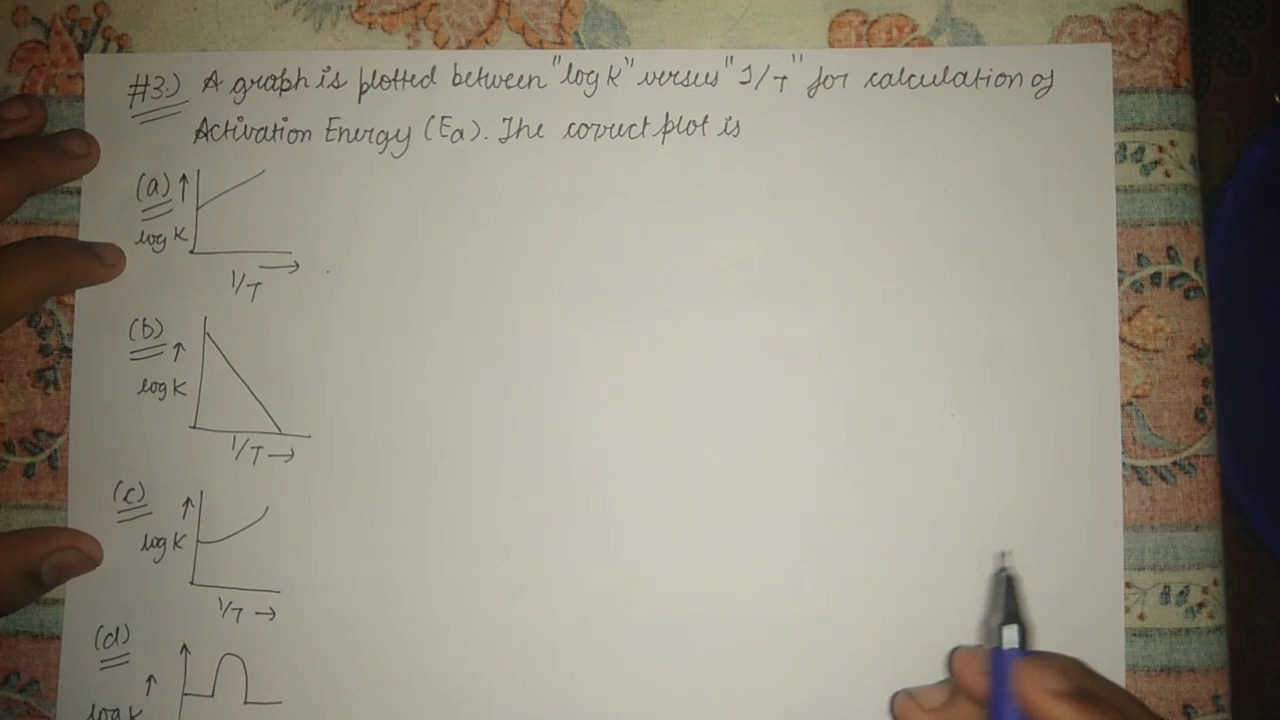 #3.) A graph is plotted between "log K" versus "1/T" for calculation of
Activation Energy (Ea). The correct plot is
(a)
log K
1/T
(b)
log K
1/T
(c)
log K
1/T
(d)
log K